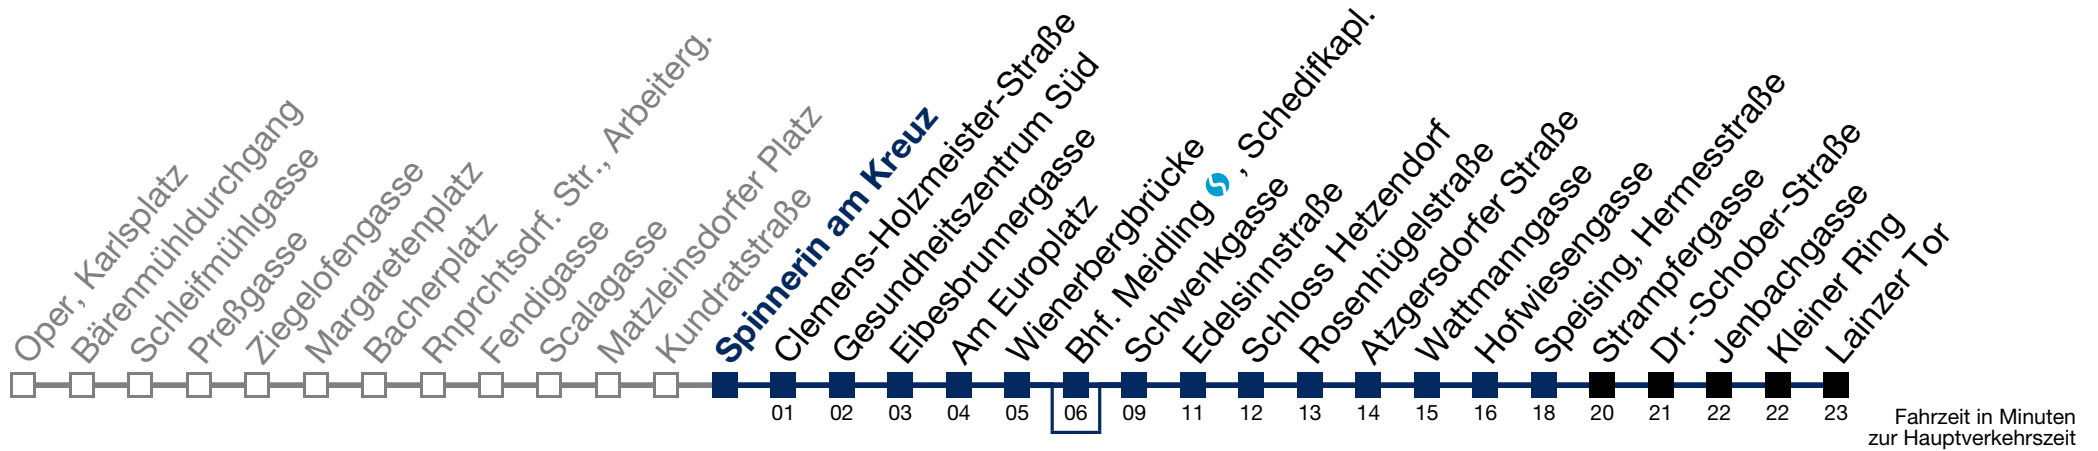 Oper, Karlsplatz
Bärenmühldurchgang
Schleifmühlgasse
Preßgasse
Ziegelofengasse
Margaretenplatz
Bacherplatz
Rnprchtsdrf. Str., Arbeiterg.
Fendigasse
Scalagasse
Matzleinsdorfer Platz
Kundratstraße
Spinnerin am Kreuz
Clemens-Holzmeister-Straße
Gesundheitszentrum Süd
Eibesbrunnergasse
Am Europlatz
Wienerbergbrücke
Bhf. Meidling S, Schedifkapl.
Schwenkgasse
Edelsinnstraße
Schloss Hetzendorf
Rosenhügelstraße
Atzgersdorfer Straße
Wattmanngasse
Hofwiesengasse
Speising, Hermesstraße
Strampfergasse
Dr.-Schober-Straße
Jenbachgasse
Kleiner Ring
Lainzer Tor
01 02 03 04 05 06 09 11 12 13 14 15 16 18 20 21 22 22 23
Fahrzeit in Minuten
zur Hauptverkehrszeit